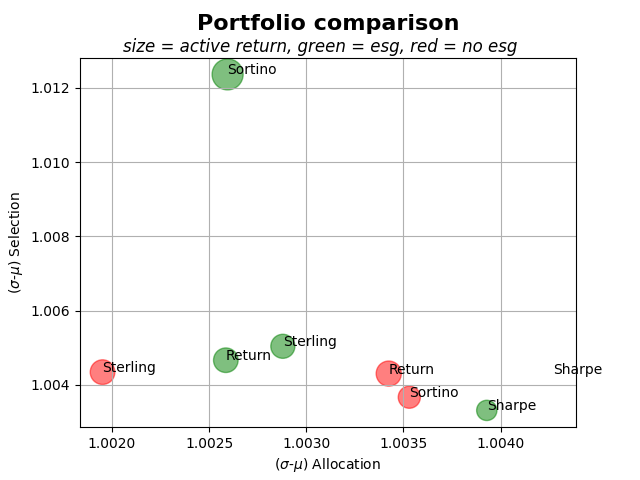 Portfolio comparison
size = active return, green = esg, red = no esg
Sortino
1.012
1.010
1.008
1.006
1.004
(σ-μ) Selection
Sterling
Return
Sterling
Return
Sortino
Sharpe
Sharpe
1.0020
1.0025
1.0030
1.0035
1.0040
(σ-μ) Allocation